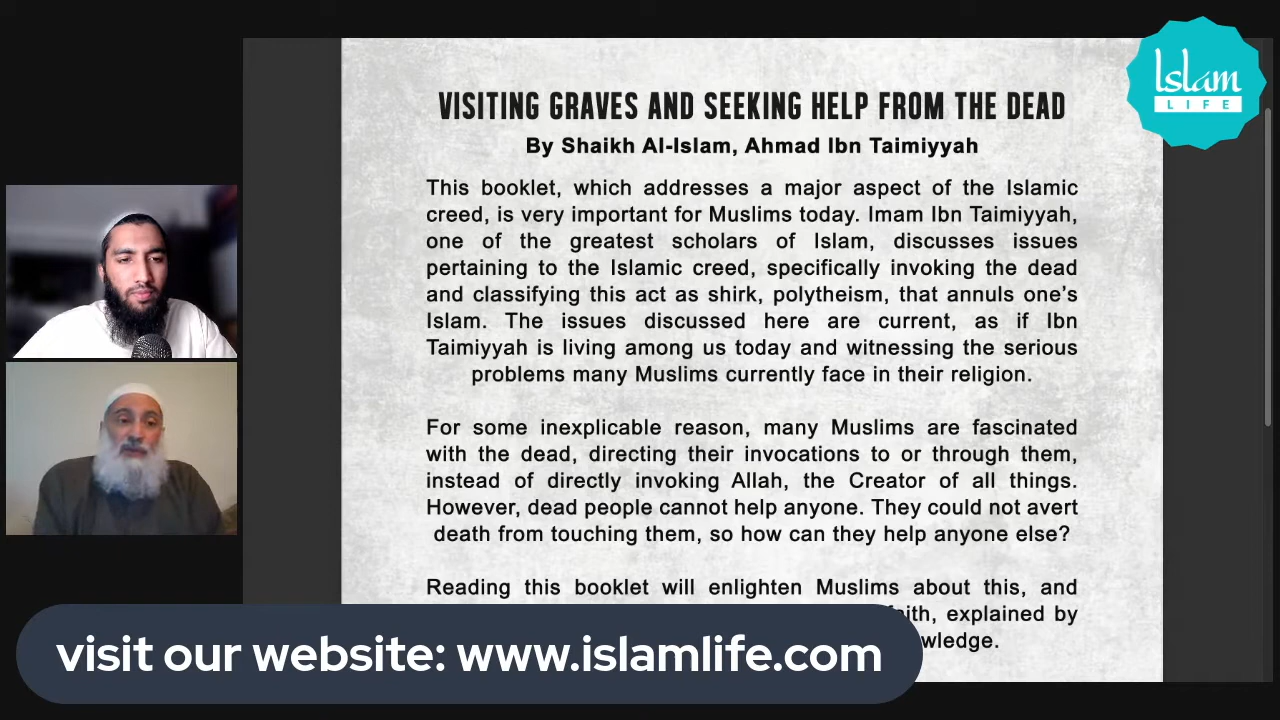 Islam
LIFE
VISITING GRAVES AND SEEKING HELP FROM THE DEAD
By Shaikh Al-Islam, Ahmad Ibn Taimiyyah
This booklet, which addresses a major aspect of the Islamic
creed, is very important for Muslims today. Imam Ibn Taimiyyah,
one of the greatest scholars of Islam, discusses issues
pertaining to the Islamic creed, specifically invoking the dead
and classifying this act as shirk, polytheism, that annuls one’s
Islam. The issues discussed here are current, as if Ibn
Taimiyyah is living among us today and witnessing the serious
problems many Muslims currently face in their religion.
For some inexplicable reason, many Muslims are fascinated
with the dead, directing their invocations to or through them,
instead of directly invoking Allah, the Creator of all things.
However, dead people cannot help anyone. They could not avert
death from touching them, so how can they help anyone else?
Reading this booklet will enlighten Muslims about this, and
explained by
visit our website: www.islamlife.com